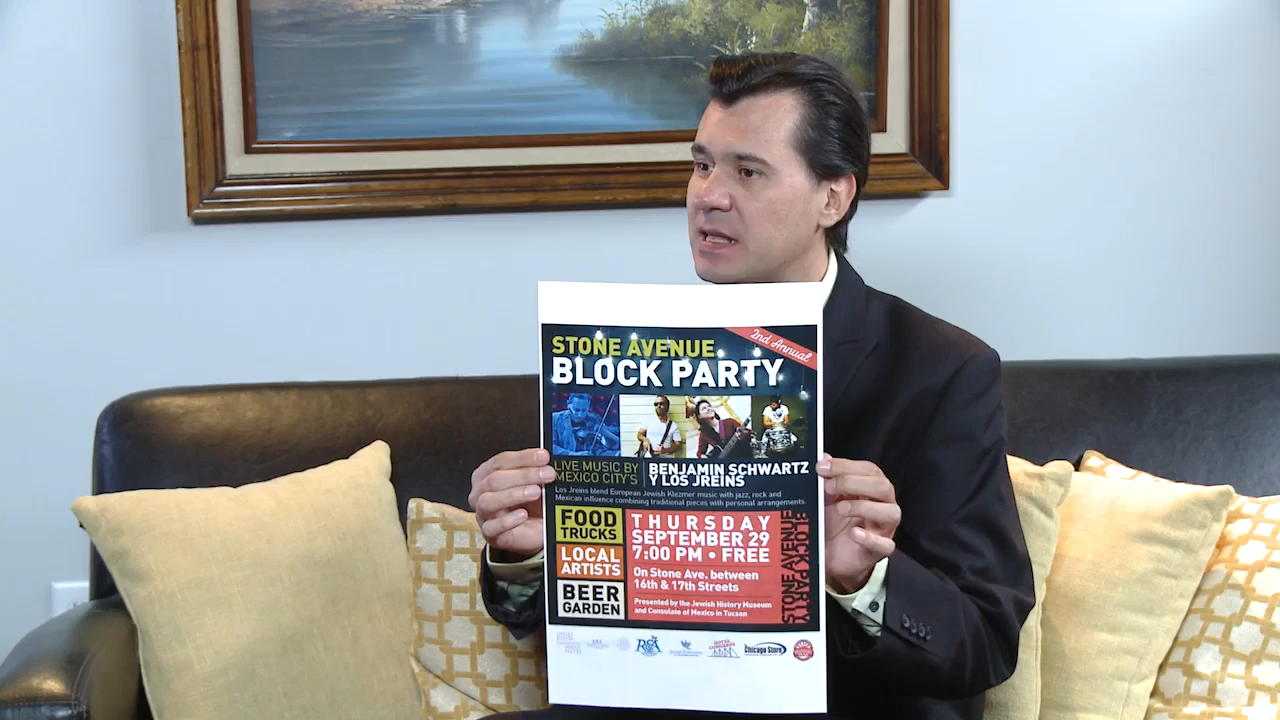 STONE AVENUE
BLOCK PARTY
2nd Annual
LIVE MUSIC BY
MEXICO CITY'S
BENJAMIN SCHWARTZ
Y LOS JREINS
Los Jreins blend European Jewish Klezmer music with jazz, rock and
Mexican influence combining traditional pieces with personal arrangements.
FOOD
TRUCKS
LOCAL
ARTISTS
BEER
GARDEN
THURSDAY
SEPTEMBER 29
7:00 PM • FREE
On Stone Ave. between
16th & 17th Streets
Presented by the Jewish History Museum
and Consulate of Mexico in Tucson
STONE AVENUE
BLOCK PARTY
Chicago Store